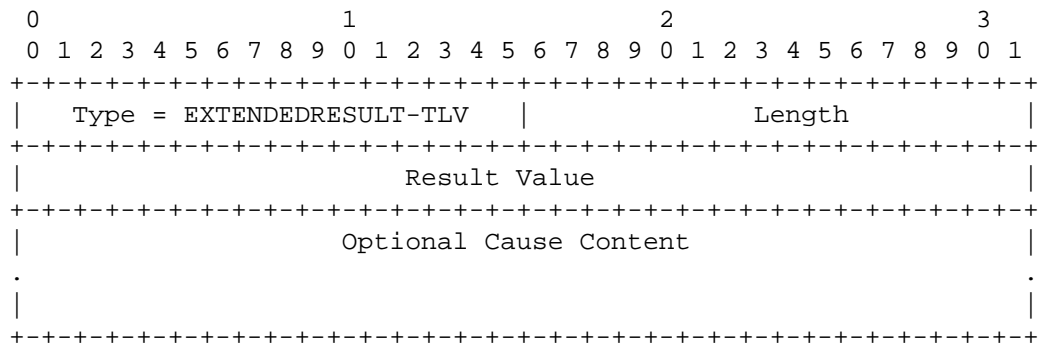 0                   1                   2                   3
 0 1 2 3 4 5 6 7 8 9 0 1 2 3 4 5 6 7 8 9 0 1 2 3 4 5 6 7 8 9 0 1
+-+-+-+-+-+-+-+-+-+-+-+-+-+-+-+-+-+-+-+-+-+-+-+-+-+-+-+-+-+-+-+-+
|   Type = EXTENDEDRESULT-TLV   |              Length           |
+-+-+-+-+-+-+-+-+-+-+-+-+-+-+-+-+-+-+-+-+-+-+-+-+-+-+-+-+-+-+-+-+
|                        Result Value                           |
+-+-+-+-+-+-+-+-+-+-+-+-+-+-+-+-+-+-+-+-+-+-+-+-+-+-+-+-+-+-+-+-+
|                    Optional Cause Content                     |
.                                                               .
|                                                               |
+-+-+-+-+-+-+-+-+-+-+-+-+-+-+-+-+-+-+-+-+-+-+-+-+-+-+-+-+-+-+-+-+